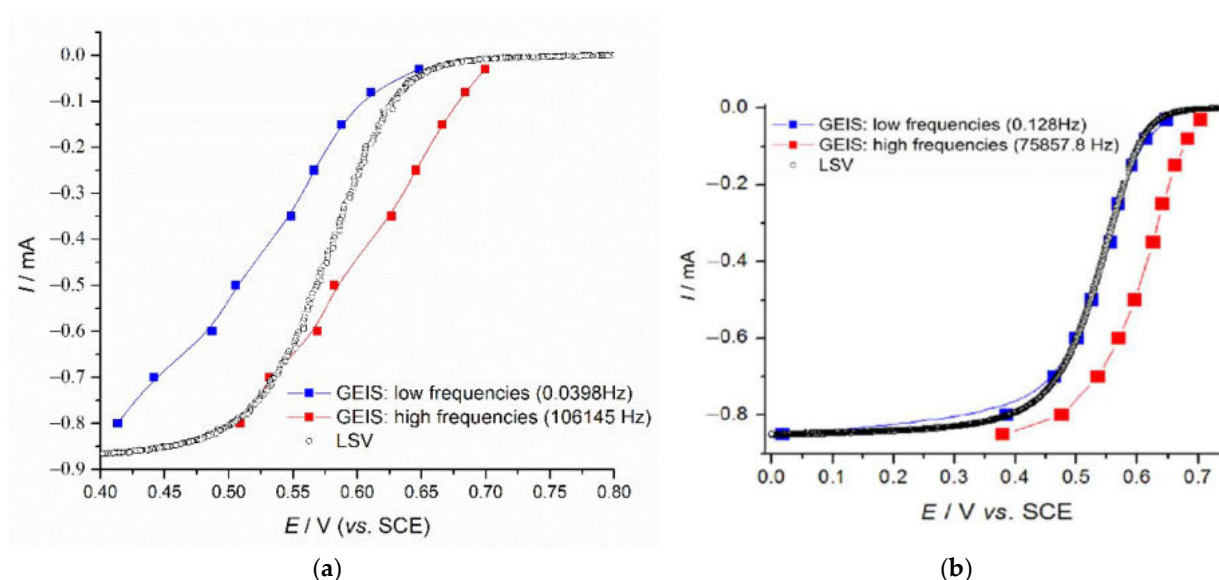 0.0
−0.1
−0.2
−0.3
−0.4
−0.5
−0.6
−0.7
−0.8
−0.9
I / mA
GEIS: low frequencies (0.0398Hz)
GEIS: high frequencies (106145 Hz)
LSV
0.40 0.45 0.50 0.55 0.60 0.65 0.70 0.75 0.80
E / V (vs. SCE)
(a)
0.0
−0.2
−0.4
−0.6
−0.8
I / mA
GEIS: low frequencies (0.128Hz)
GEIS: high frequencies (75857.8 Hz)
LSV
0.0 0.1 0.2 0.3 0.4 0.5 0.6 0.7
E / V vs. SCE
(b)